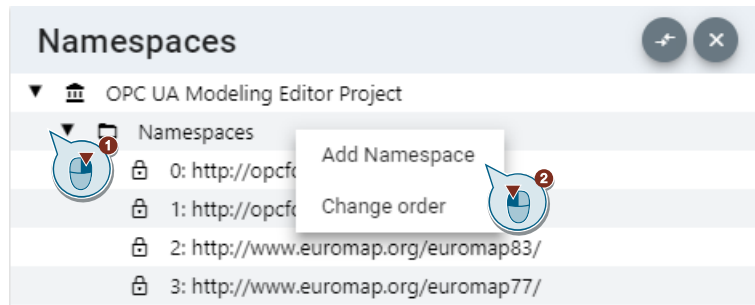 Namespaces
OPC UA Modeling Editor Project
Namespaces
1
Add Namespace
2
0: http://opcfo
1: http://opcfo
Change order
2: http://www.euromap.org/euromap83/
3: http://www.euromap.org/euromap77/